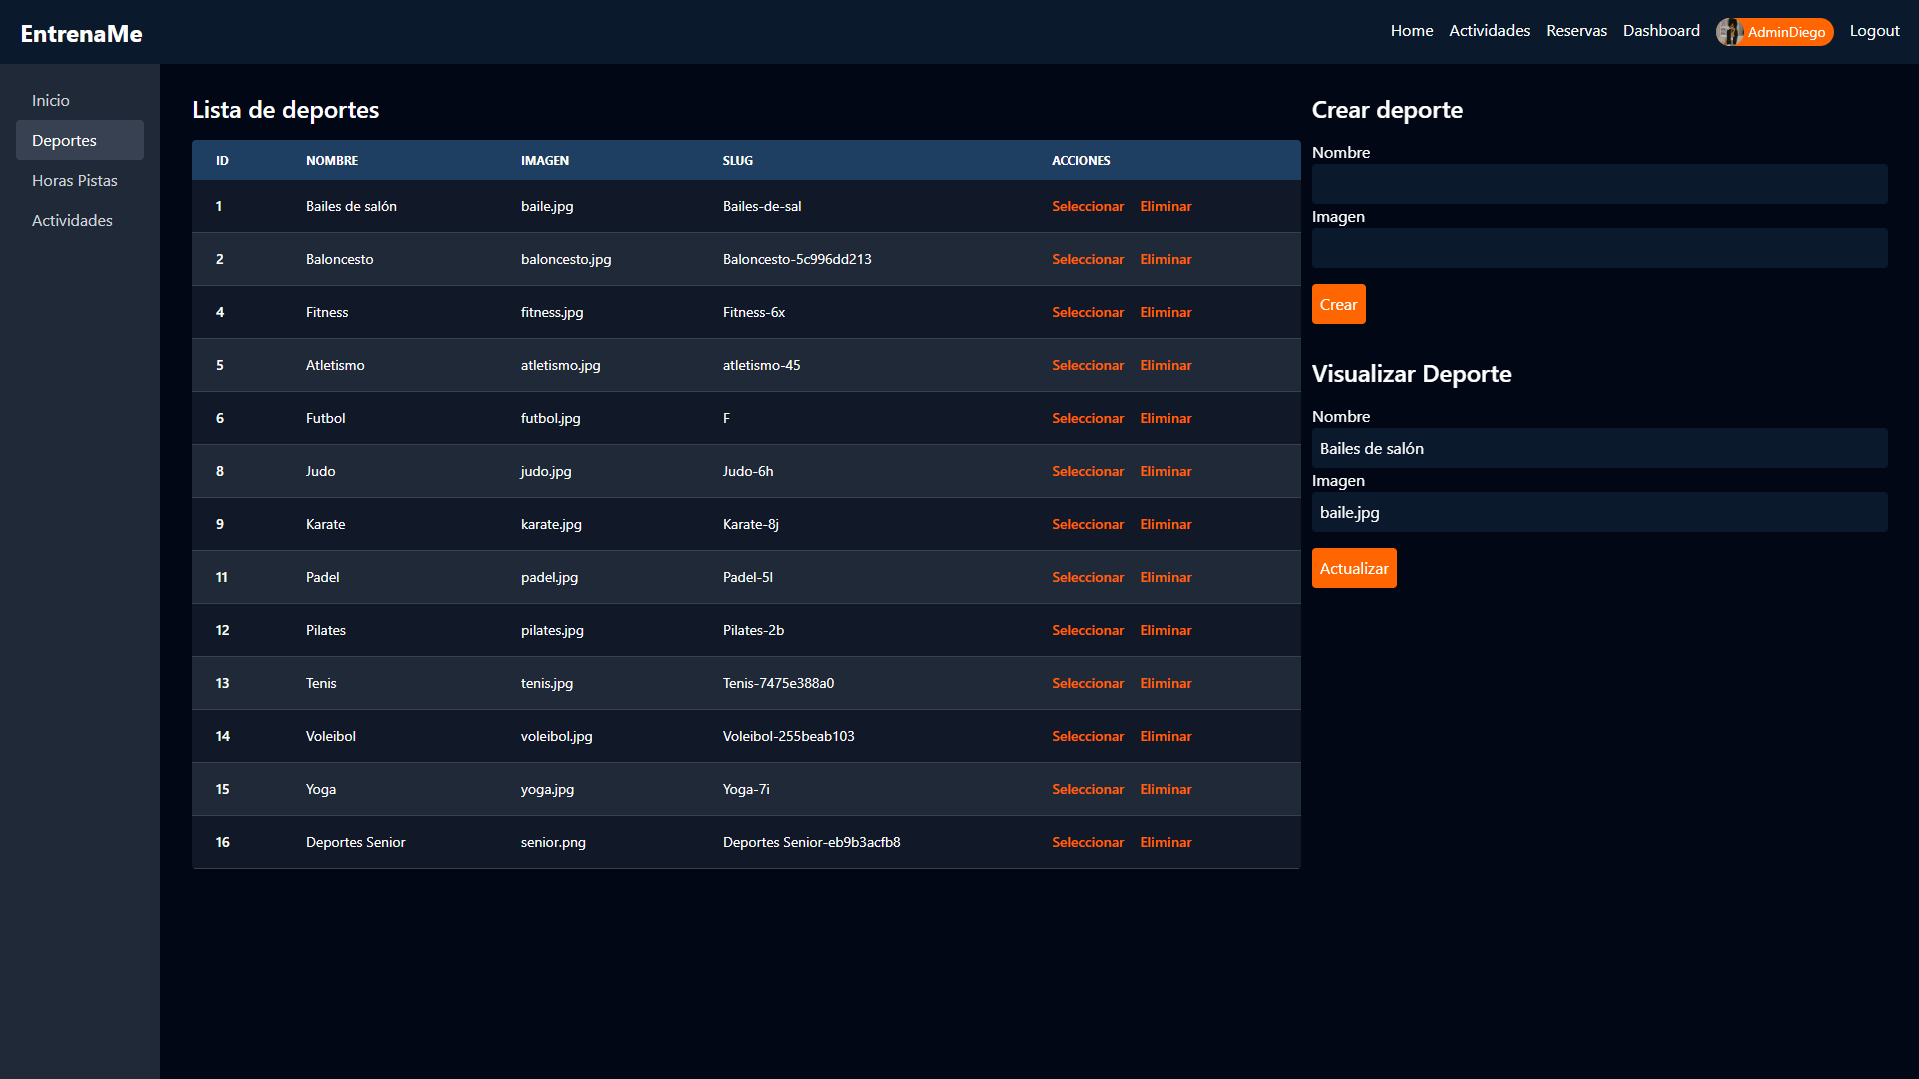 EntrenaMe
Home Actividades Reservas Dashboard AdminDiego Logout
Inicio
Deportes
Horas Pistas
Actividades
Lista de deportes
ID NOMBRE IMAGEN SLUG ACCIONES
1 Bailes de salón baile.jpg Bailes-de-sal Seleccionar Eliminar
2 Baloncesto baloncesto.jpg Baloncesto-5c996dd213 Seleccionar Eliminar
4 Fitness fitness.jpg Fitness-6x Seleccionar Eliminar
5 Atletismo atletismo.jpg atletismo-45 Seleccionar Eliminar
6 Futbol futbol.jpg F Seleccionar Eliminar
8 Judo judo.jpg Judo-6h Seleccionar Eliminar
9 Karate karate.jpg Karate-8j Seleccionar Eliminar
11 Padel padel.jpg Padel-5l Seleccionar Eliminar
12 Pilates pilates.jpg Pilates-2b Seleccionar Eliminar
13 Tenis tenis.jpg Tenis-7475e388a0 Seleccionar Eliminar
14 Voleibol voleibol.jpg Voleibol-255beab103 Seleccionar Eliminar
15 Yoga yoga.jpg Yoga-7i Seleccionar Eliminar
16 Deportes Senior senior.png Deportes Senior-eb9b3acfb8 Seleccionar Eliminar
Crear deporte
Nombre
Imagen
Crear
Visualizar Deporte
Nombre
Bailes de salón
Imagen
baile.jpg
Actualizar